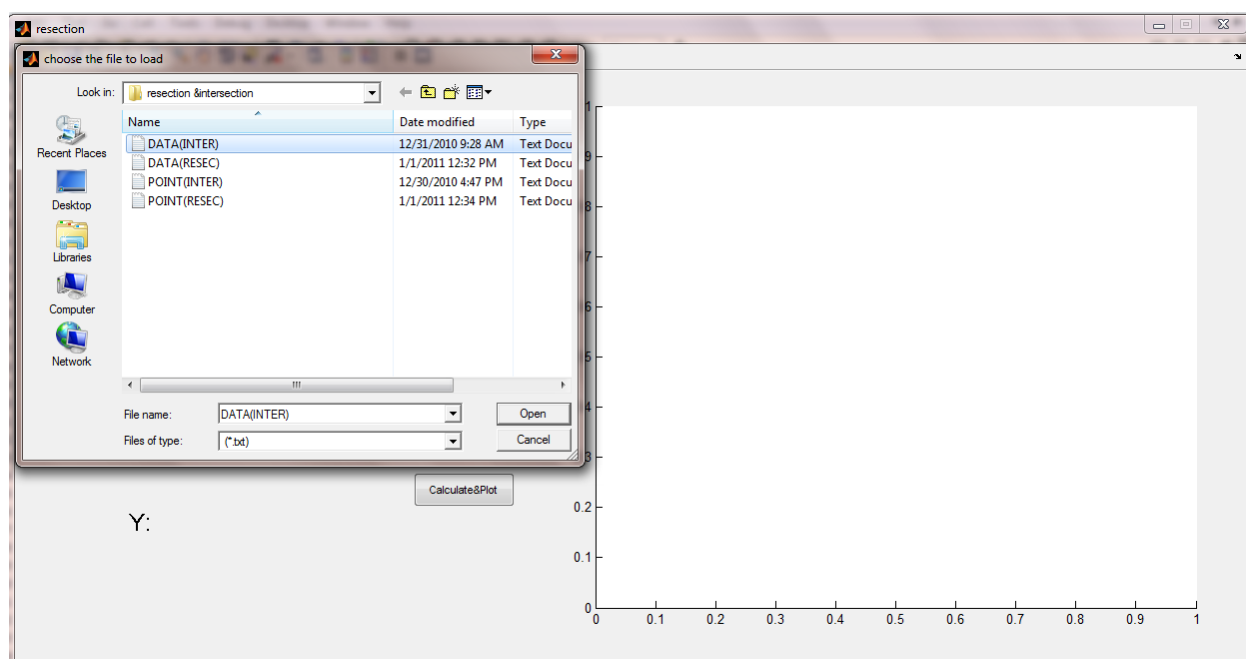 resection
choose the file to load
Look in: resection &intersection
Name Date modified Type
DATA(INTER) 12/31/2010 9:28 AM Text Docu
DATA(RESEC) 1/1/2011 12:32 PM Text Docu
POINT(INTER) 12/30/2010 4:47 PM Text Docu
POINT(RESEC) 1/1/2011 12:34 PM Text Docu
Recent Places
Desktop
Libraries
Computer
Network
File name: DATA(INTER) Open
Files of type: (*.txt) Cancel
Calculate&Plot
Y:
1
9
8
7
6
5
4
3
0.2
0.1
0
0 0.1 0.2 0.3 0.4 0.5 0.6 0.7 0.8 0.9 1